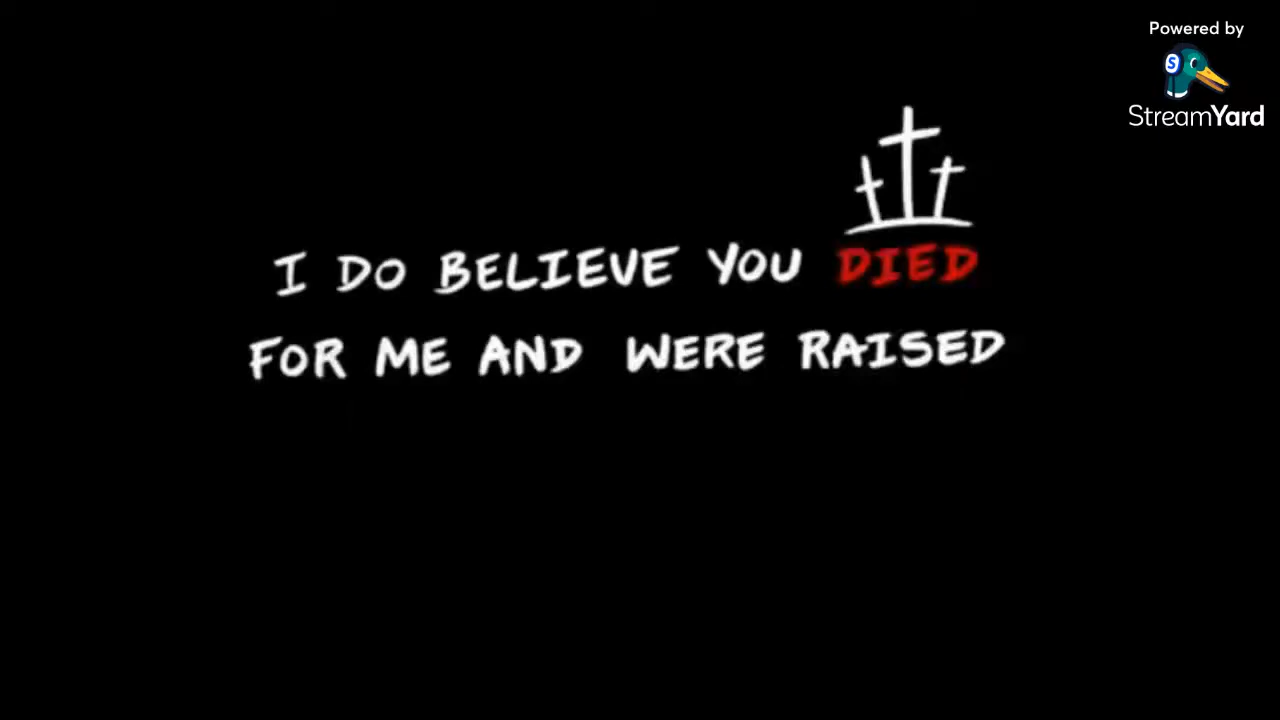 Powered by
StreamYard
I DO BELIEVE YOU DIED
FOR ME AND WERE RAISED